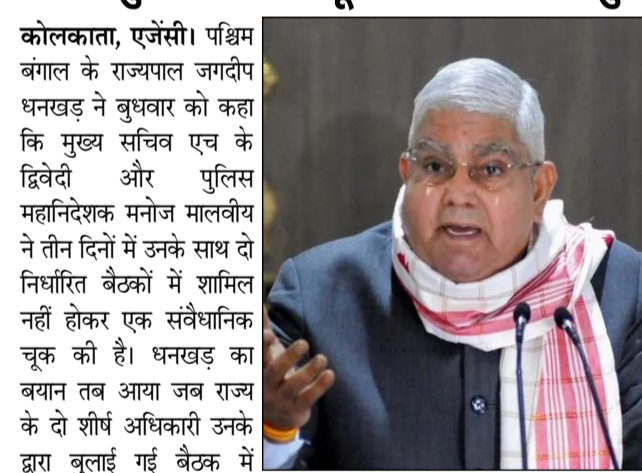 कोलकाता, एजेंसी। पश्चिम
बंगाल के राज्यपाल जगदीप
धनखड़ ने बुधवार को कहा
कि मुख्य सचिव एच के
द्विवेदी और पुलिस
महानिदेशक मनोज मालवीय
ने तीन दिनों में उनके साथ दो
निर्धारित बैठकों में शामिल
नहीं होकर एक संवैधानिक
चूक की है। धनखड़ का
बयान तब आया जब राज्य
के दो शीर्ष अधिकारी उनके
द्वारा बुलाई गई बैठक में